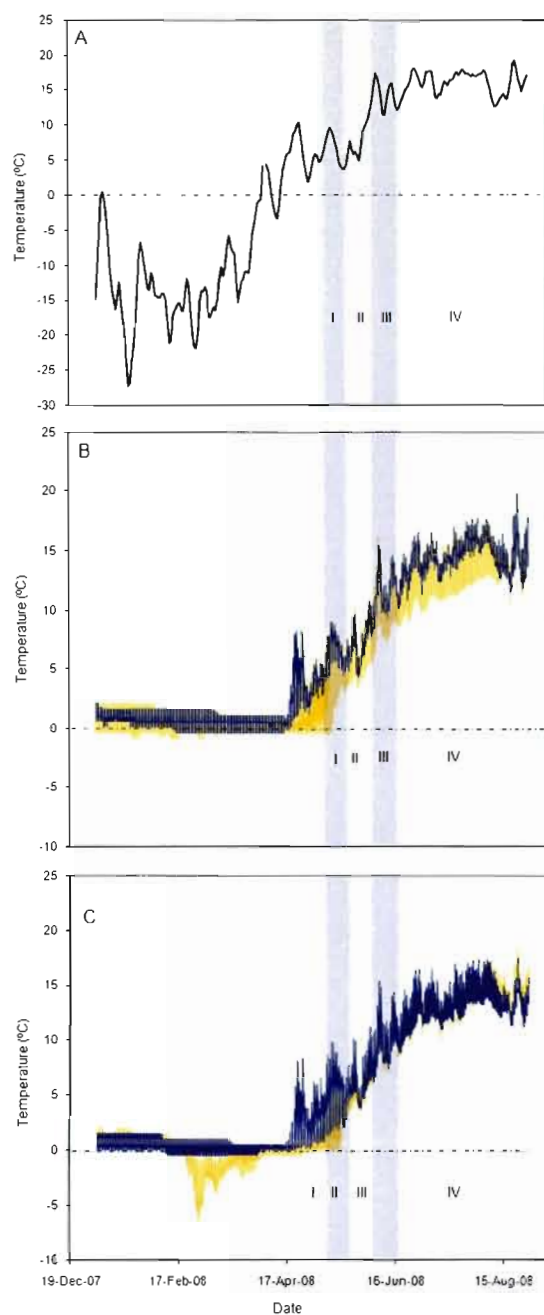 A
25
20
15
10
5
0
-5
-10
-15
-20
-25
-30
Temperature (ºC)
I II III IV
B
25
20
15
10
5
0
-5
-10
Temperature (ºC)
I II III IV
C
25
20
15
10
5
0
-5
-10
Temperature (ºC)
I II III IV
19-Dec-07 17-Feb-08 17-Apr-08 16-Jun-08 15-Aug-08
Date